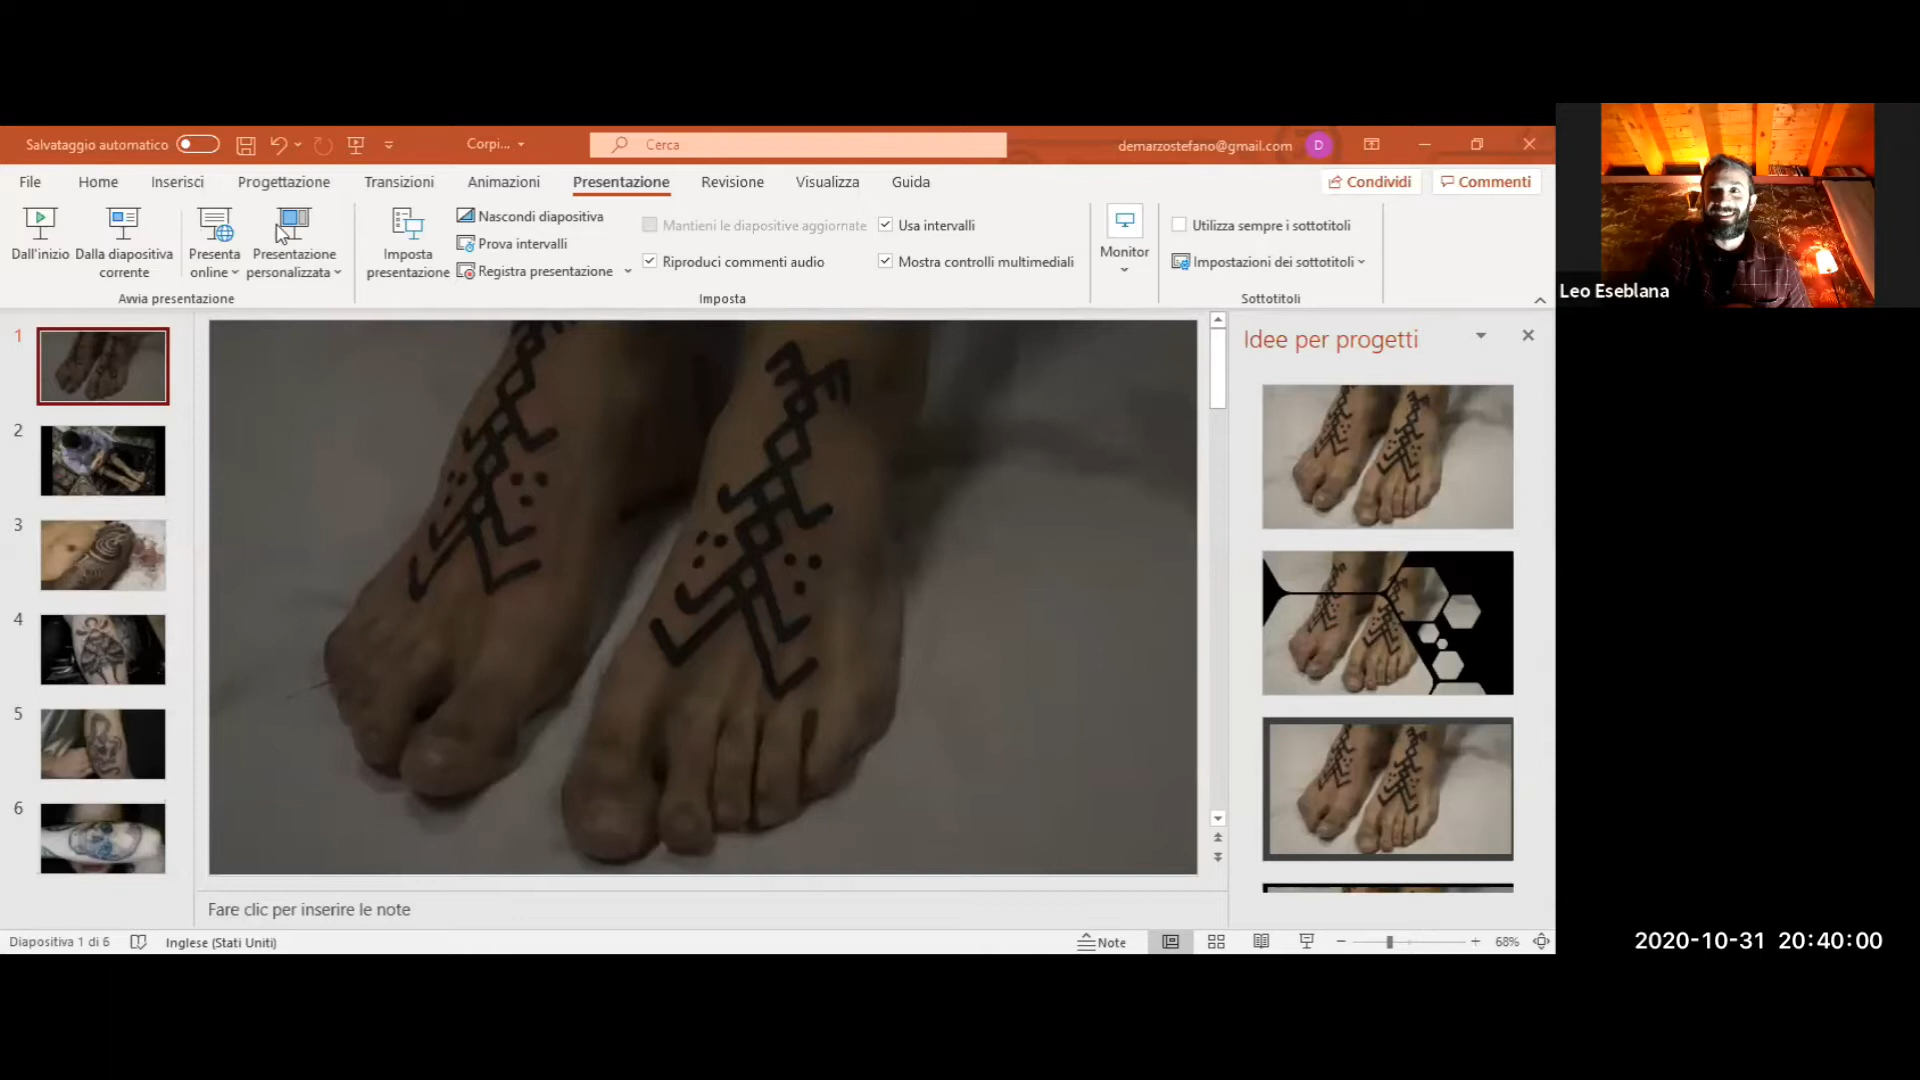 Salvataggio automatico
Corpi...
Cerca
demarzostefano@gmail.com
D
File
Home
Inserisci
Progettazione
Transizioni
Animazioni
Presentazione
Revisione
Visualizza
Guida
Condividi
Commenti
Dall'inizio
Dalla diapositiva
corrente
Presenta
online
Presentazione
personalizzata
Avvia presentazione
Imposta
presentazione
Nascondi diapositiva
Prova intervalli
Registra presentazione
Mantieni le diapositive aggiornate
Riproduci commenti audio
Usa intervalli
Mostra controlli multimediali
Imposta
Monitor
Utilizza sempre i sottotitoli
Impostazioni dei sottotitoli
Sottotitoli
Leo Eseblana
1
2
3
4
5
6
Idee per progetti
Fare clic per inserire le note
Diapositiva 1 di 6
Inglese (Stati Uniti)
Note
68%
2020-10-31 20:40:00